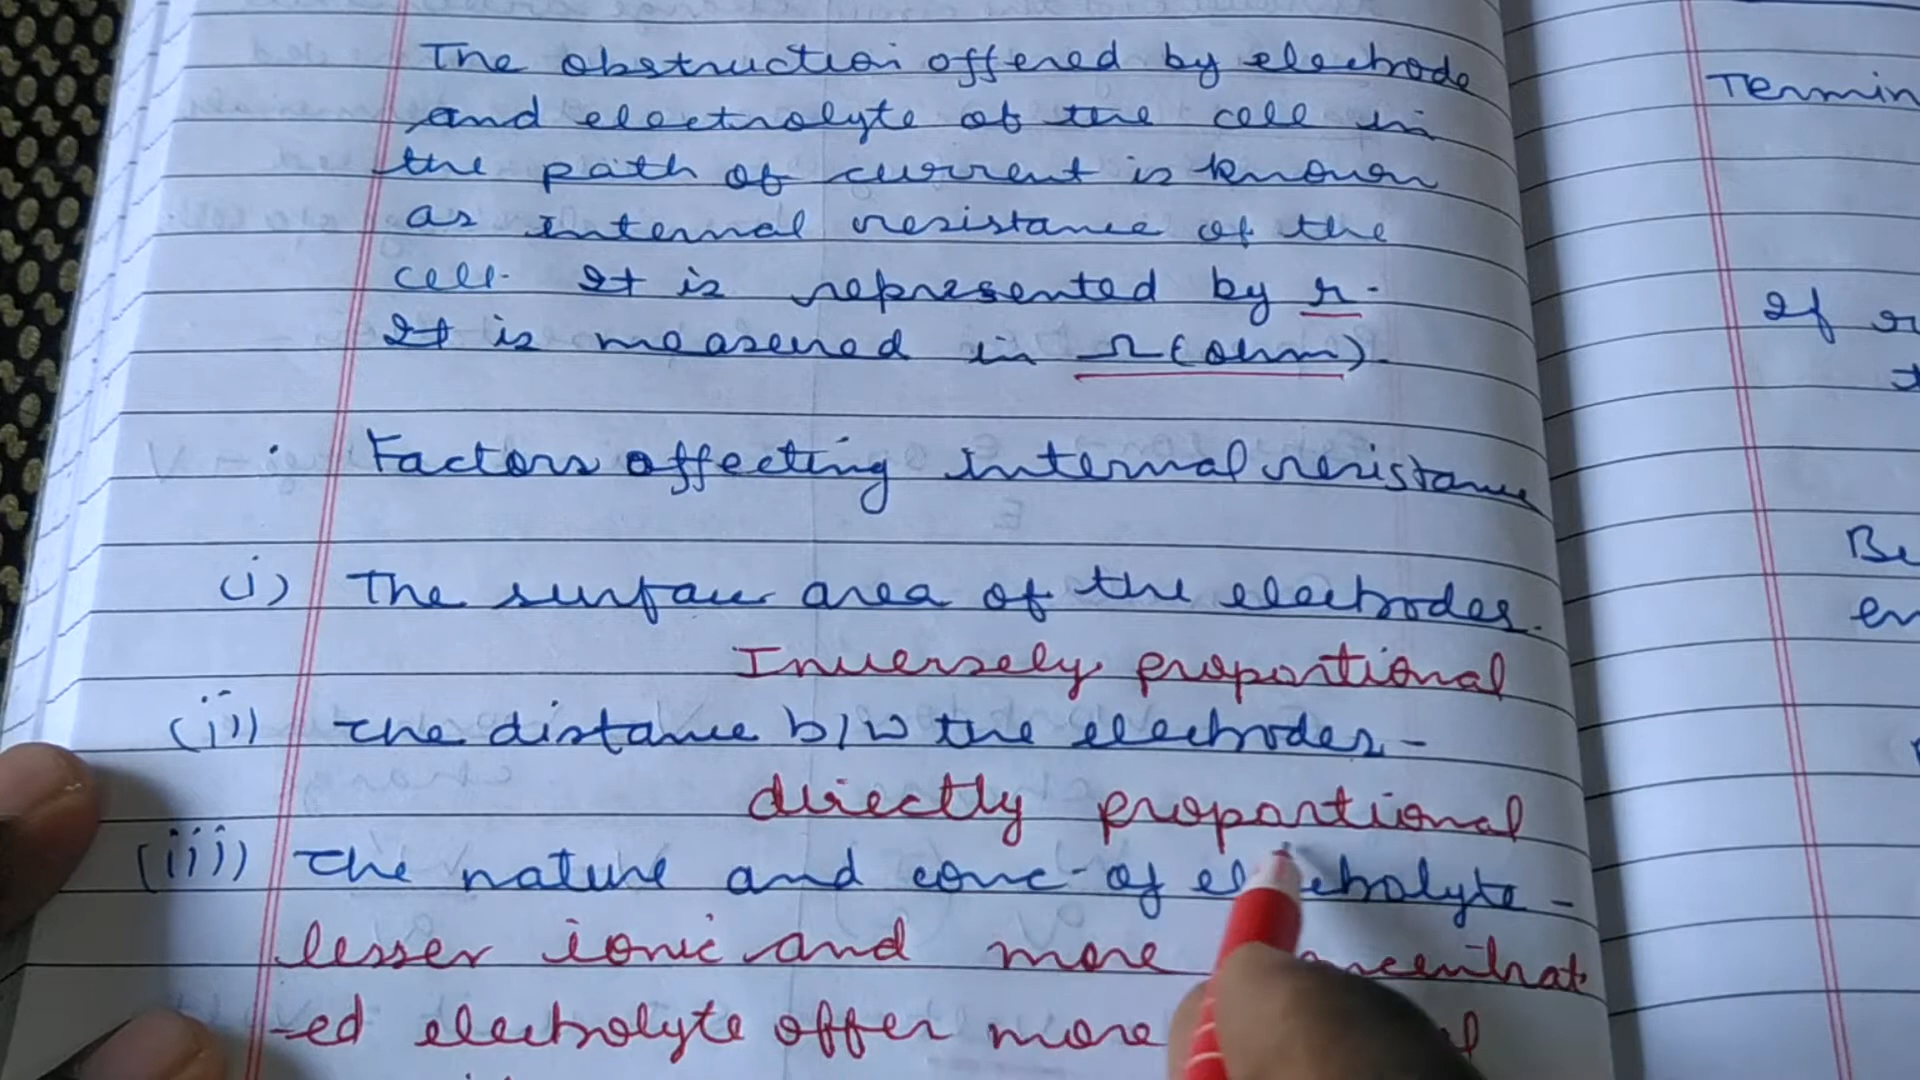 The obstruction offered by electrode
and electrolyte of the cell in
the path of current is known
as internal resistance of the
cell. It is represented by r.
It is measured in Ω (ohm).
Factors affecting internal resistance
(i) The surface area of the electrodes.
Inversely proportional
(ii) The distance b/w the electrodes -
directly proportional
(iii) The nature and conc. of electrolyte -
lesser ionic and more concentrat
-ed electrolyte offer more
Termin
If
Be
en